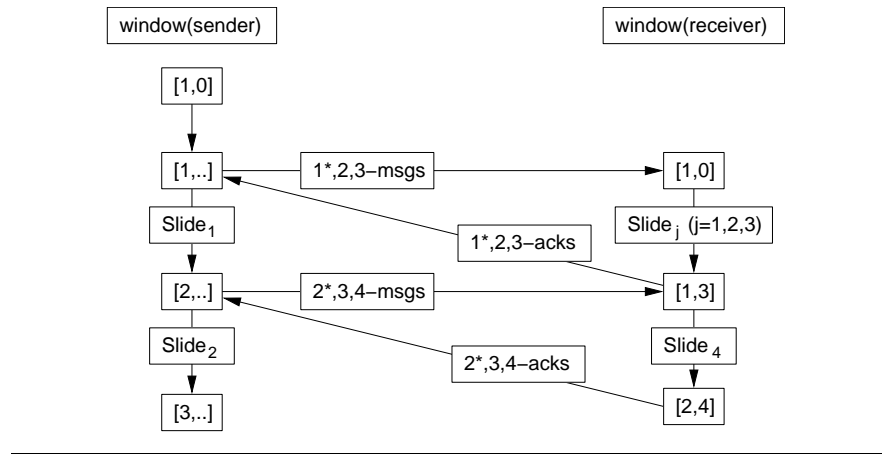 window(sender)
window(receiver)
[1,0]
[1,..]
1*,2,3−msgs
[1,0]
Slide1
Slidej (j=1,2,3)
1*,2,3−acks
[2,..]
2*,3,4−msgs
[1,3]
Slide2
Slide4
2*,3,4−acks
[3,..]
[2,4]